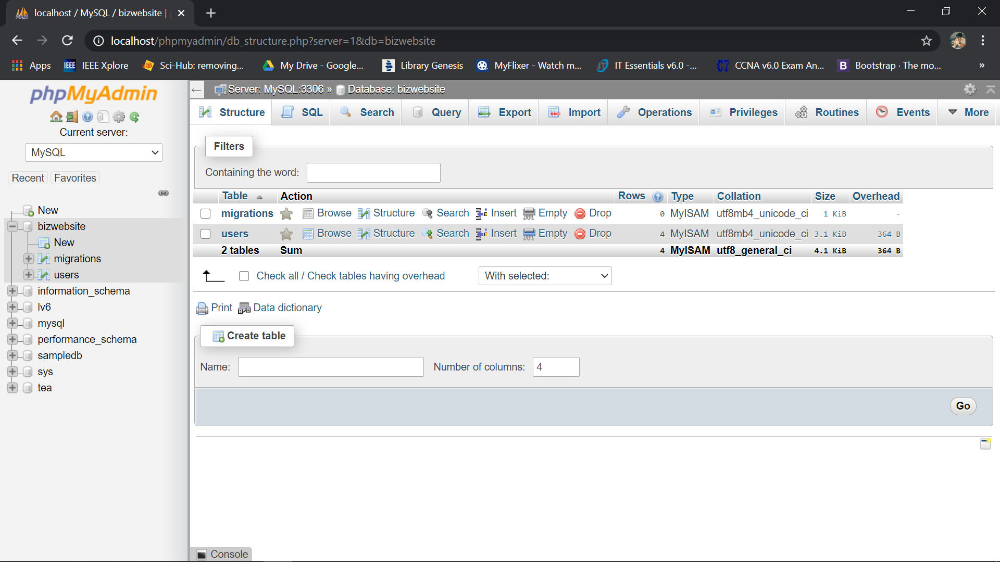 localhost / MySQL / bizwebsite |
localhost/phpmyadmin/db_structure.php?server=1&db=bizwebsite
Apps IEEE IEEE Xplore Sci-Hub: removing... My Drive - Google... Library Genesis MyFlixer - Watch m... IT IT Essentials v6.0 -... C7 CCNA v6.0 Exam An... B Bootstrap · The mo... »
phpMyAdmin
Current server:
MySQL
Recent Favorites
New
bizwebsite
New
migrations
users
information_schema
lv6
mysql
performance_schema
sampledb
sys
tea
Server: MySQL:3306 » Database: bizwebsite
Structure SQL Search Query Export Import Operations Privileges Routines Events More
Filters
Containing the word:
Table Action Rows Type Collation Size Overhead
migrations Browse Structure Search Insert Empty Drop 0 MyISAM utf8mb4_unicode_ci 1 KiB -
users Browse Structure Search Insert Empty Drop 4 MyISAM utf8mb4_unicode_ci 3.1 KiB 364 B
2 tables Sum 4 MyISAM utf8_general_ci 4.1 KiB 364 B
Check all / Check tables having overhead With selected:
Print Data dictionary
Create table
Name: Number of columns: 4
Go
Console